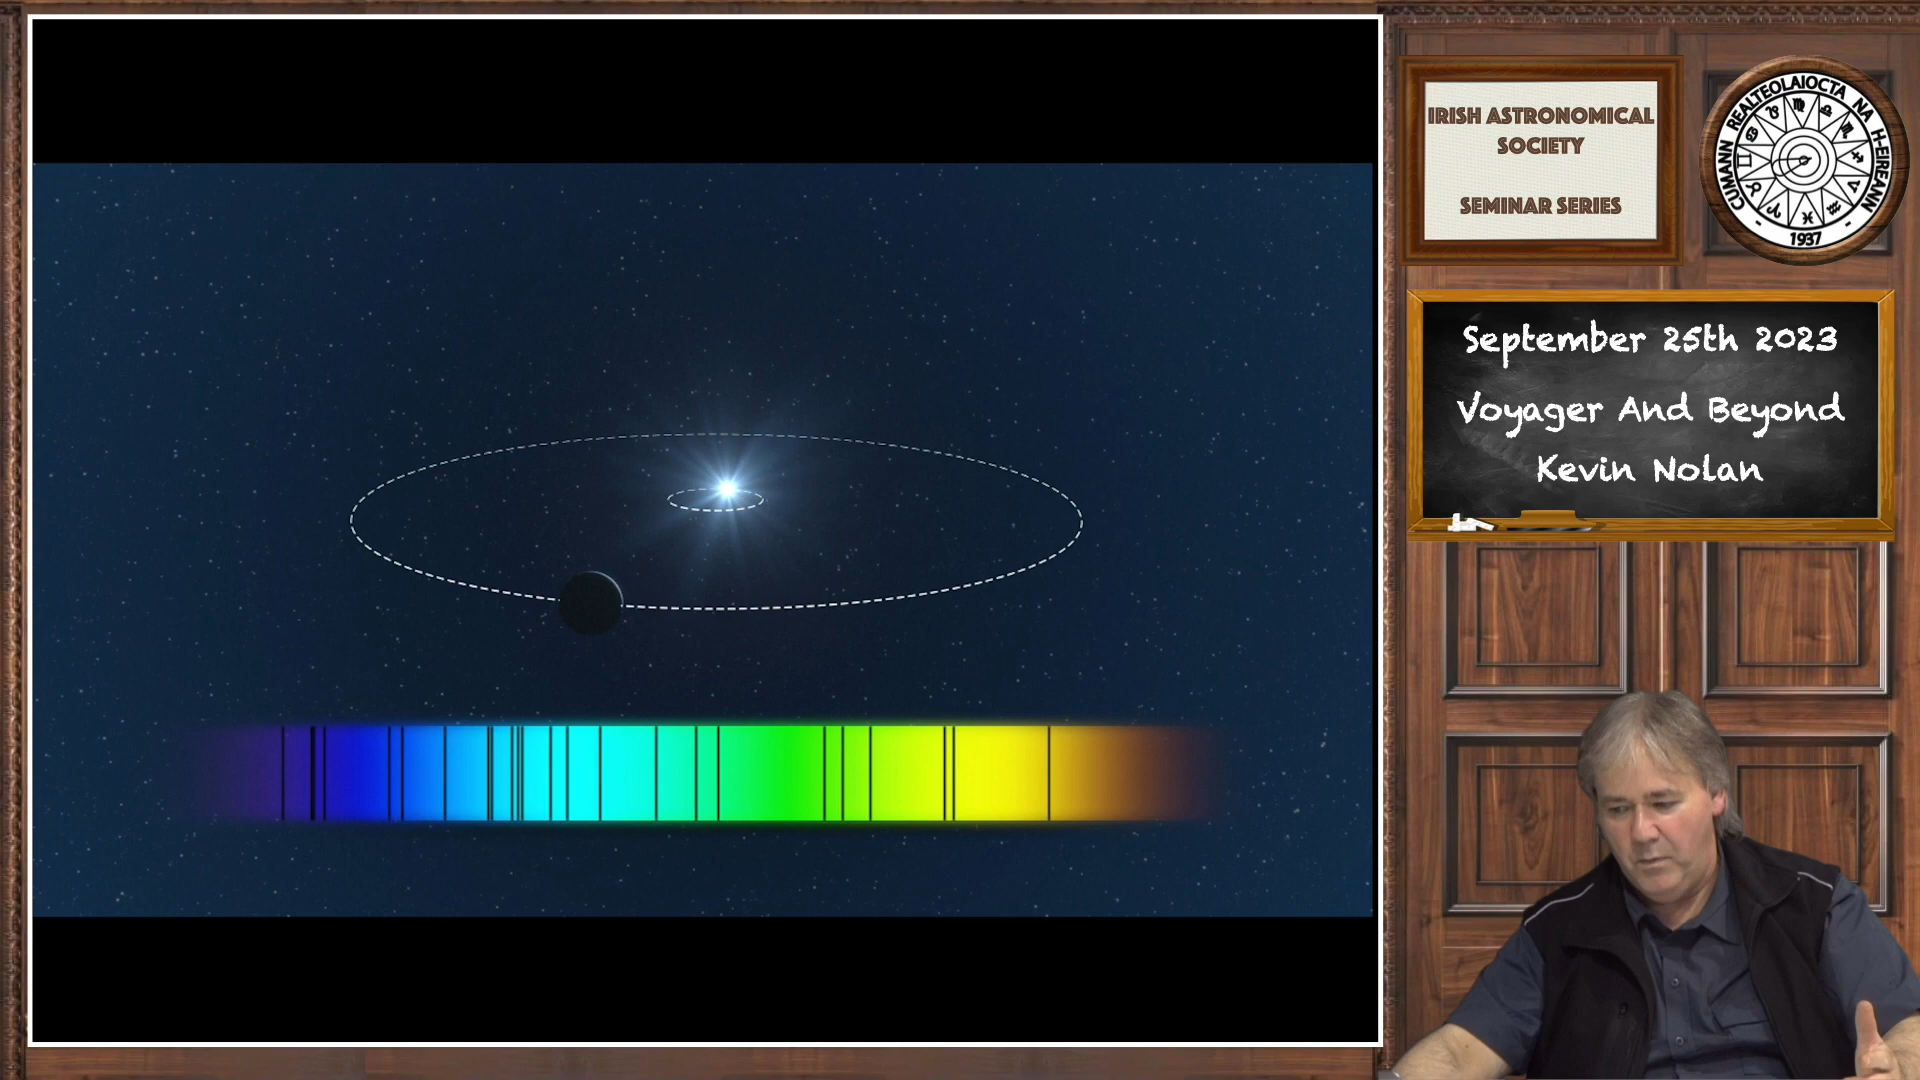 IRISH ASTRONOMICAL
SOCIETY
SEMINAR SERIES
CUMANN REALTEOLAIOCTA NA H-EIREANN
- 1937 -
September 25th 2023
Voyager And Beyond
Kevin Nolan